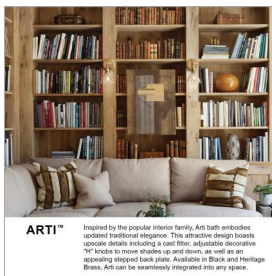 ARTI™
Inspired by the popular interior family, Arti bath embodies
updated traditional elegance. This attractive design boasts
upscale details including a cast fitter, adjustable decorative
"H" knobs to move shades up and down, as well as an
appealing stepped back plate. Available in Black and Heritage
Brass, Arti can be seamlessly integrated into any space.